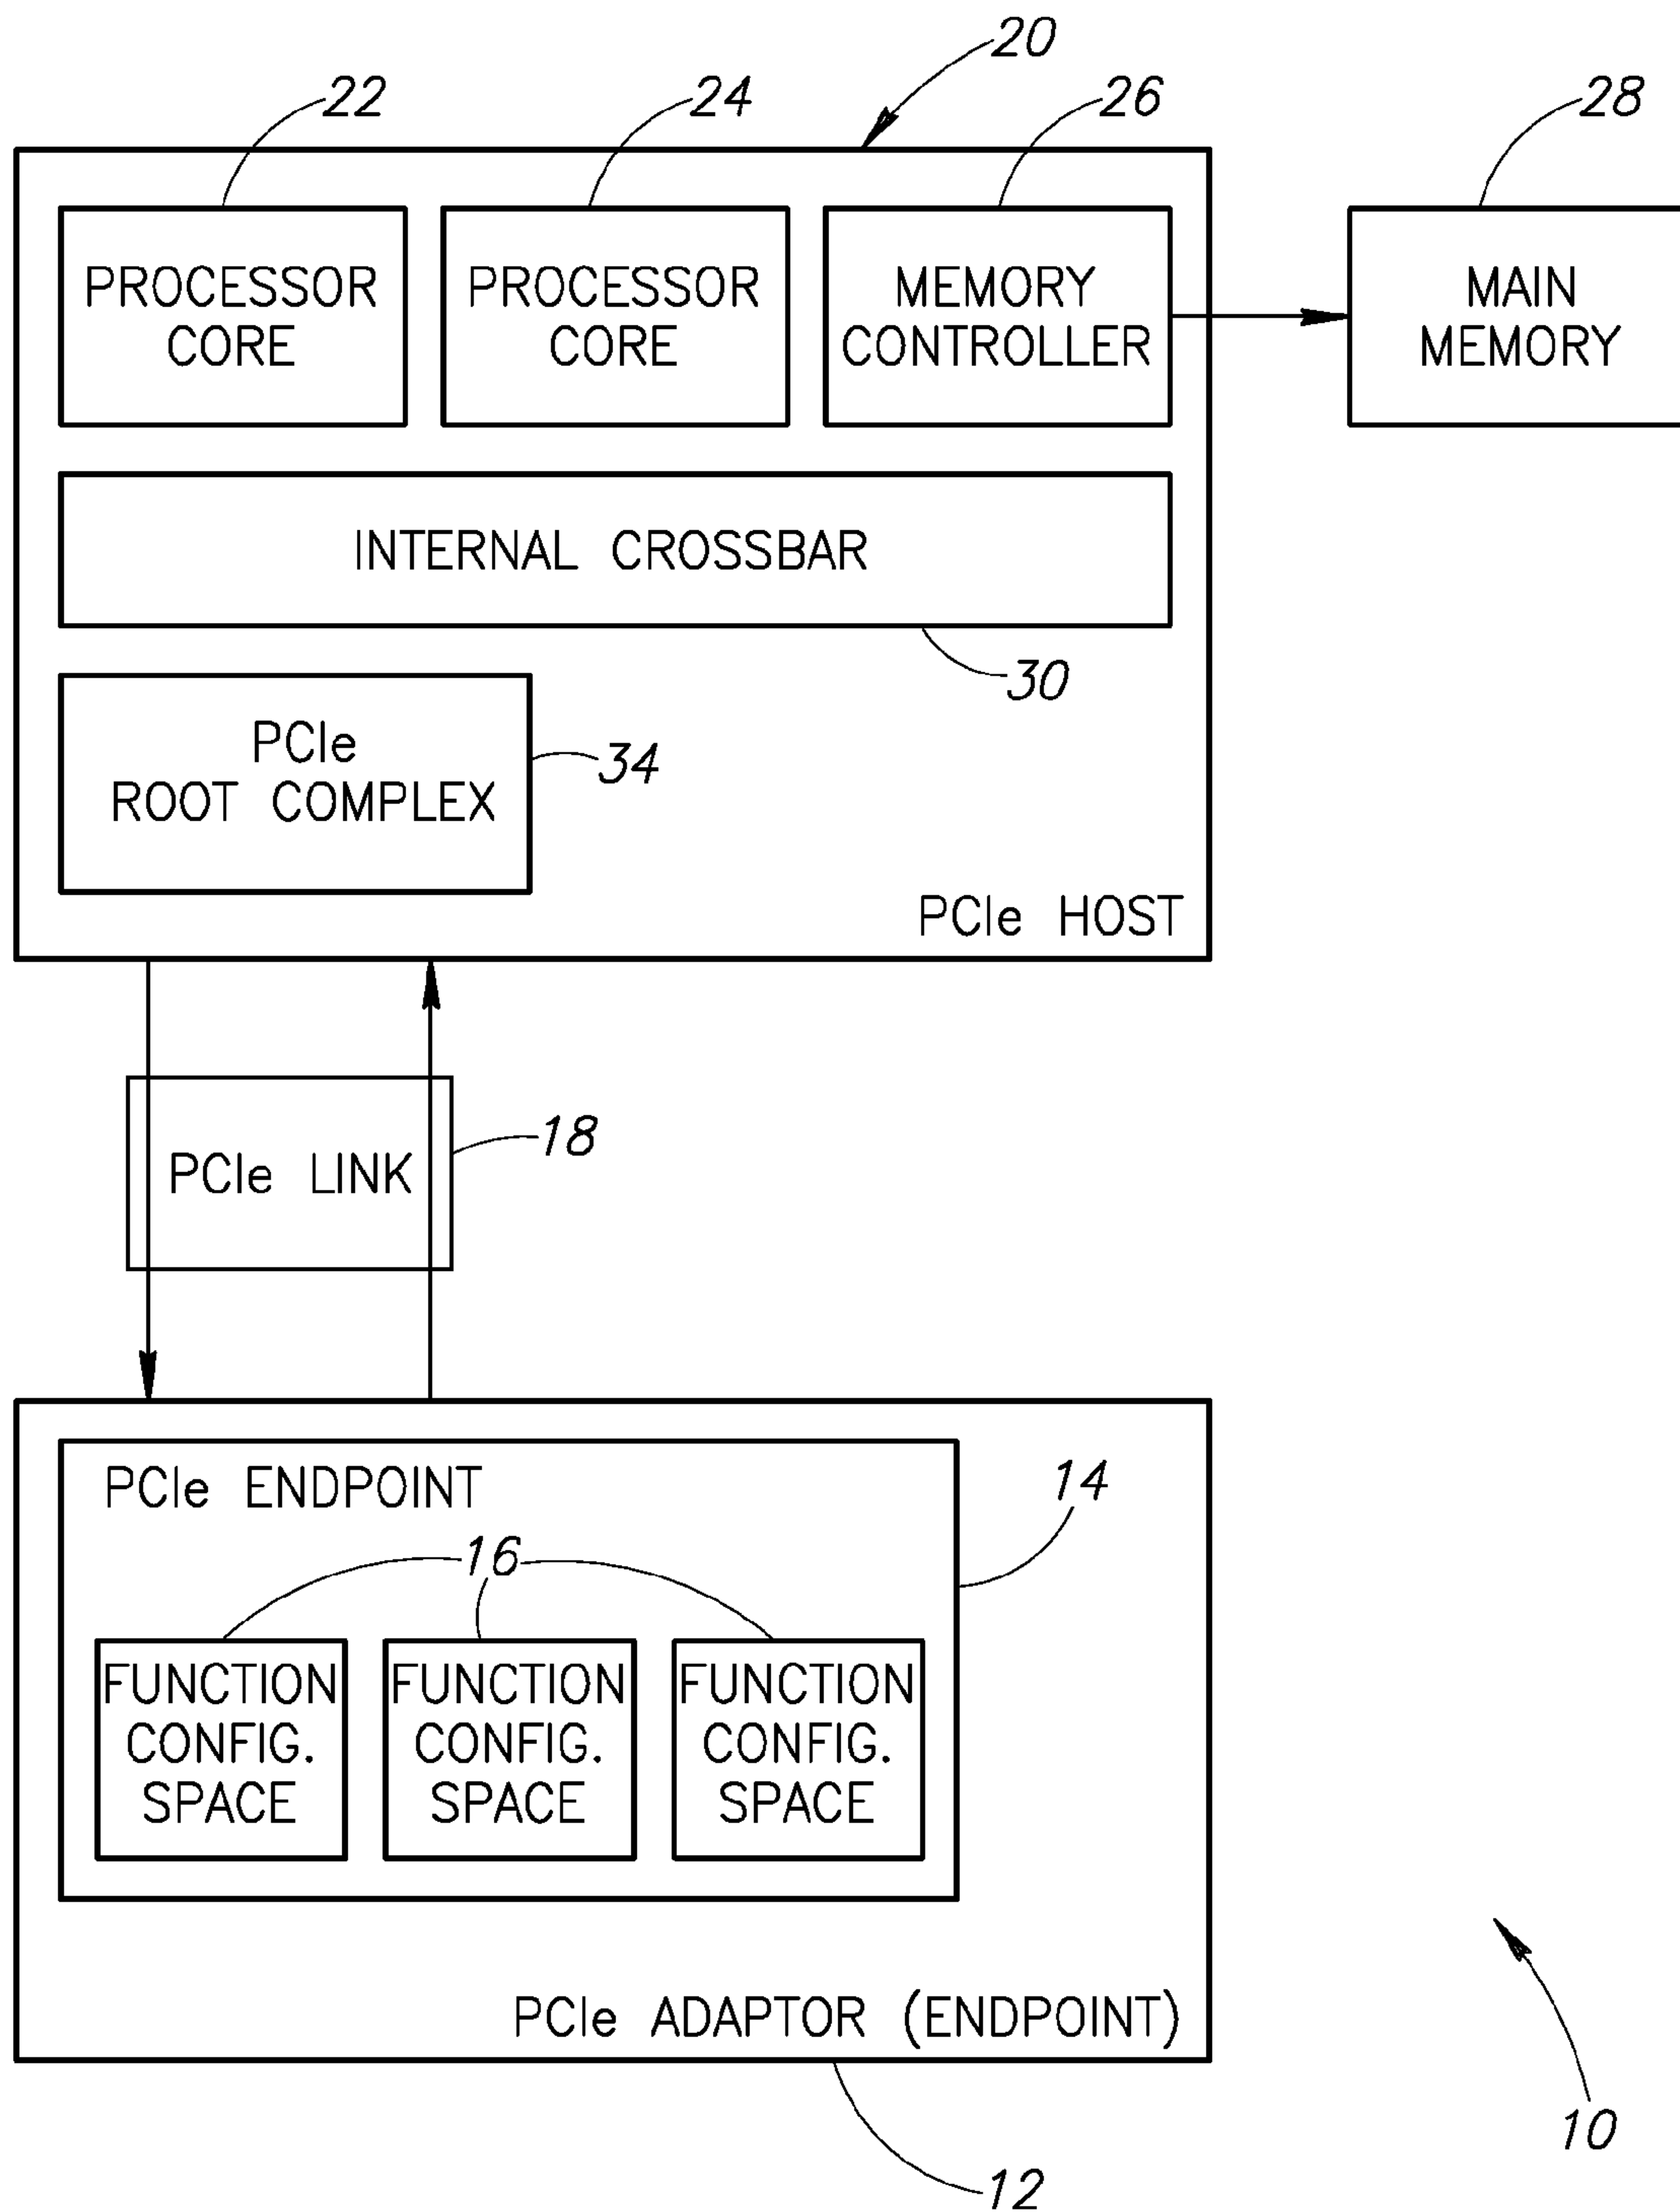 20
22
24
26
28
PROCESSOR
CORE
PROCESSOR
CORE
MEMORY
CONTROLLER
MAIN
MEMORY
INTERNAL CROSSBAR
30
PCIe
ROOT COMPLEX
34
PCIe HOST
PCIe LINK
18
PCIe ENDPOINT
14
16
FUNCTION
CONFIG.
SPACE
FUNCTION
CONFIG.
SPACE
FUNCTION
CONFIG.
SPACE
PCIe ADAPTOR (ENDPOINT)
10
12